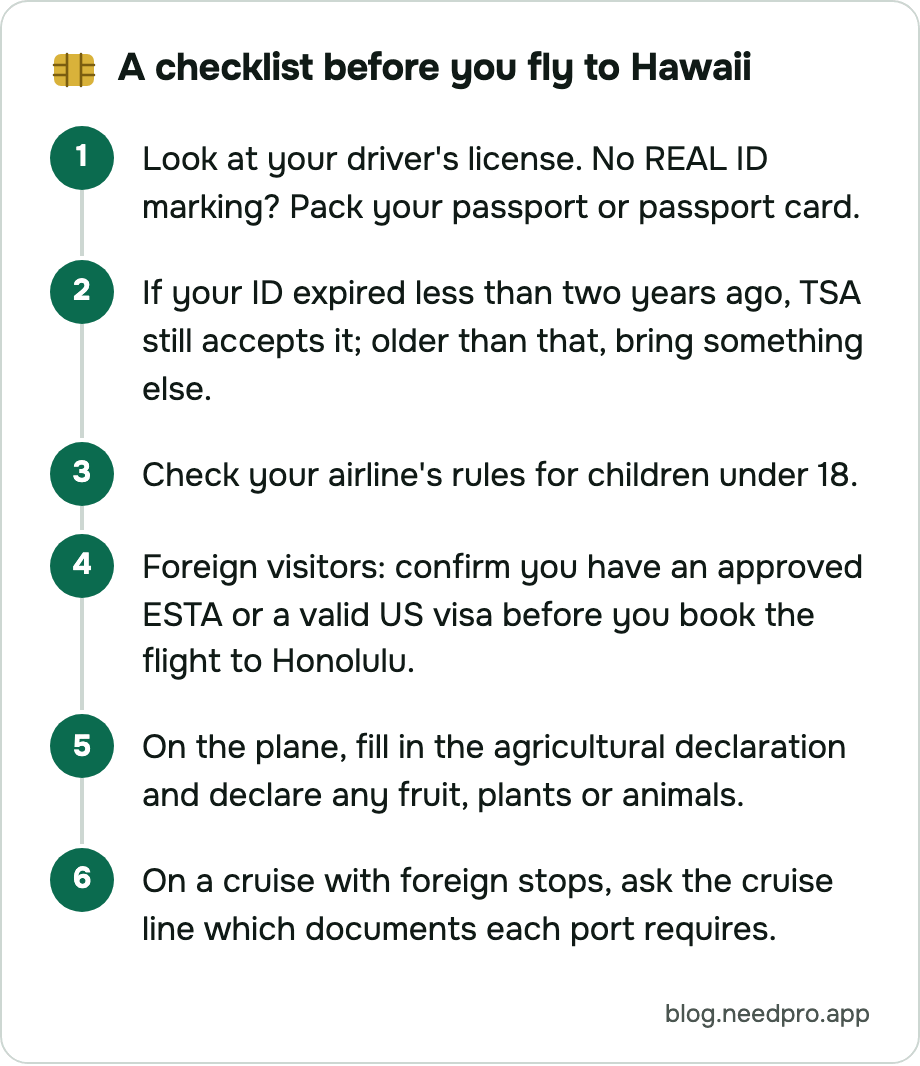 A checklist before you fly to Hawaii
1
Look at your driver's license. No REAL ID
marking? Pack your passport or passport card.
2
If your ID expired less than two years ago, TSA
still accepts it; older than that, bring something
else.
3
Check your airline's rules for children under 18.
4
Foreign visitors: confirm you have an approved
ESTA or a valid US visa before you book the
flight to Honolulu.
5
On the plane, fill in the agricultural declaration
and declare any fruit, plants or animals.
6
On a cruise with foreign stops, ask the cruise
line which documents each port requires.
blog.needpro.app